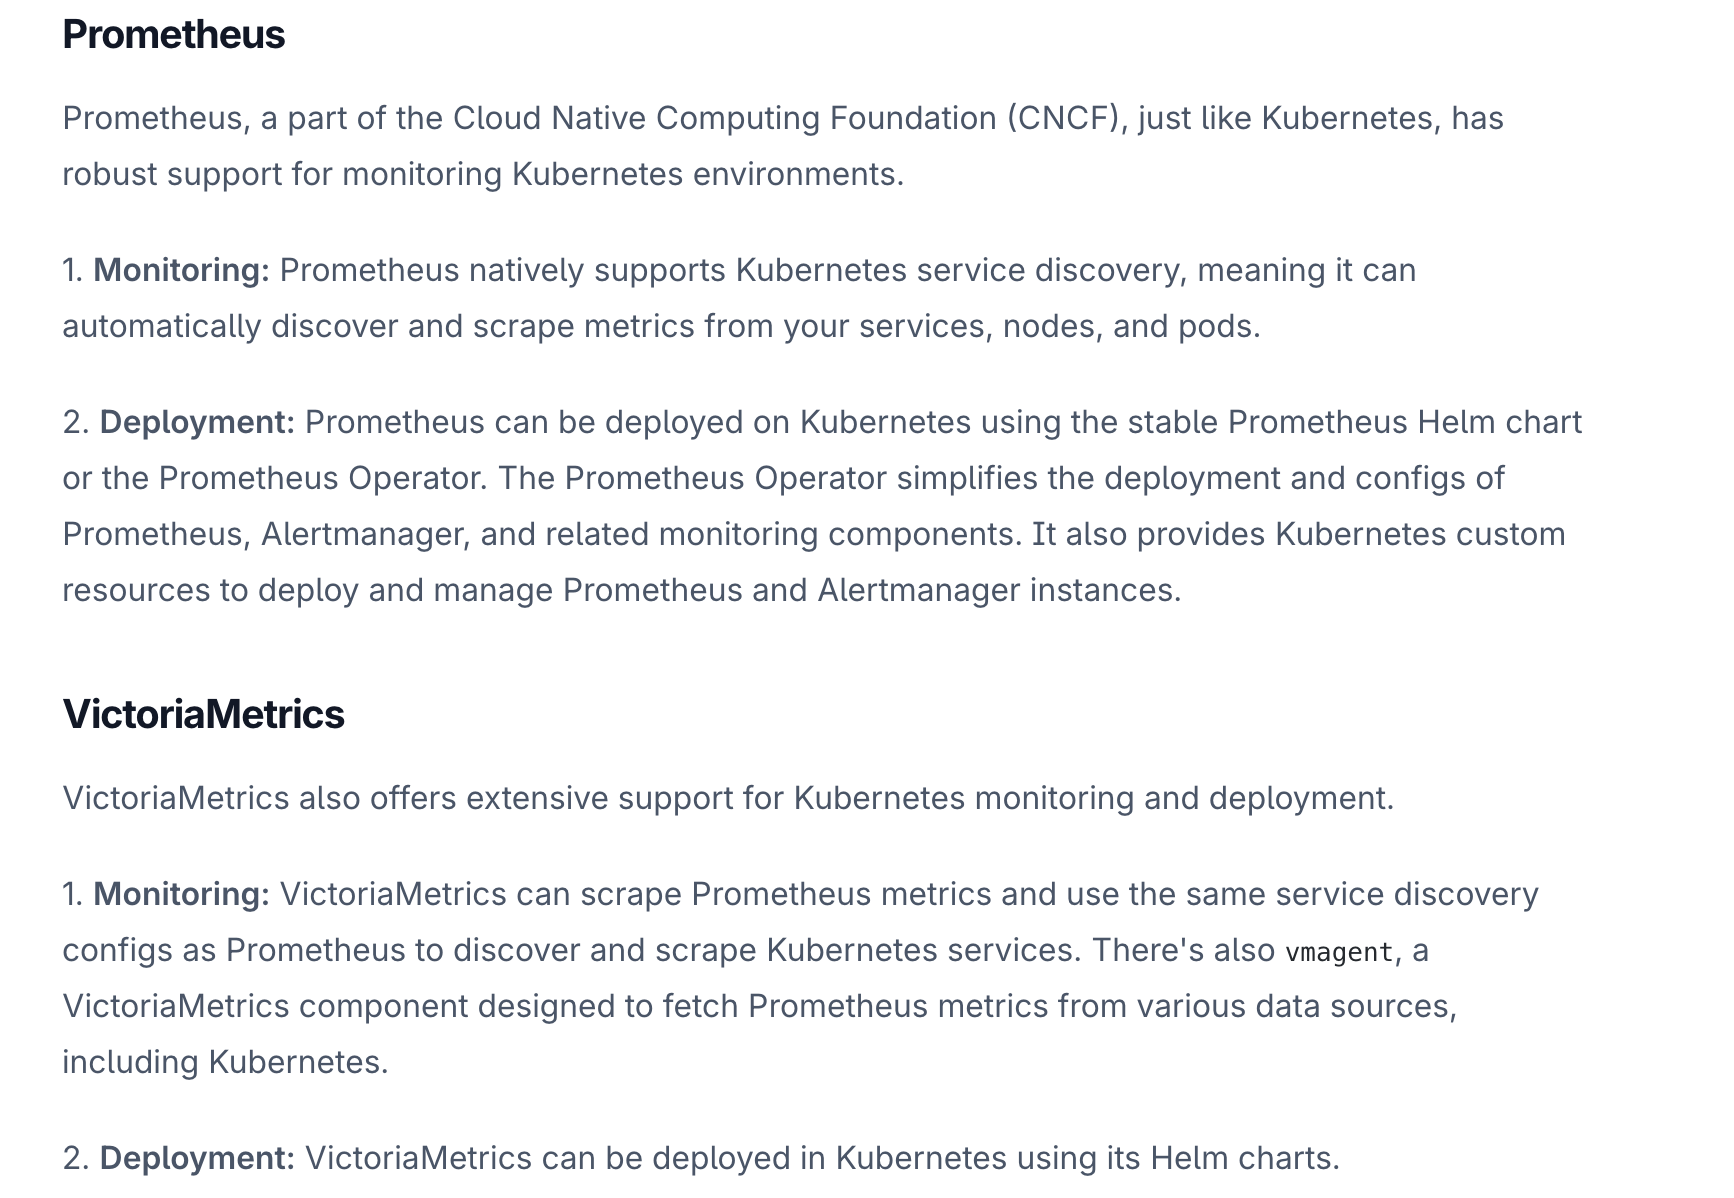 Prometheus
Prometheus, a part of the Cloud Native Computing Foundation (CNCF), just like Kubernetes, has
robust support for monitoring Kubernetes environments.
1. Monitoring: Prometheus natively supports Kubernetes service discovery, meaning it can
automatically discover and scrape metrics from your services, nodes, and pods.
2. Deployment: Prometheus can be deployed on Kubernetes using the stable Prometheus Helm chart
or the Prometheus Operator. The Prometheus Operator simplifies the deployment and configs of
Prometheus, Alertmanager, and related monitoring components. It also provides Kubernetes custom
resources to deploy and manage Prometheus and Alertmanager instances.
VictoriaMetrics
VictoriaMetrics also offers extensive support for Kubernetes monitoring and deployment.
1. Monitoring: VictoriaMetrics can scrape Prometheus metrics and use the same service discovery
configs as Prometheus to discover and scrape Kubernetes services. There's also vmagent, a
VictoriaMetrics component designed to fetch Prometheus metrics from various data sources,
including Kubernetes.
2. Deployment: VictoriaMetrics can be deployed in Kubernetes using its Helm charts.